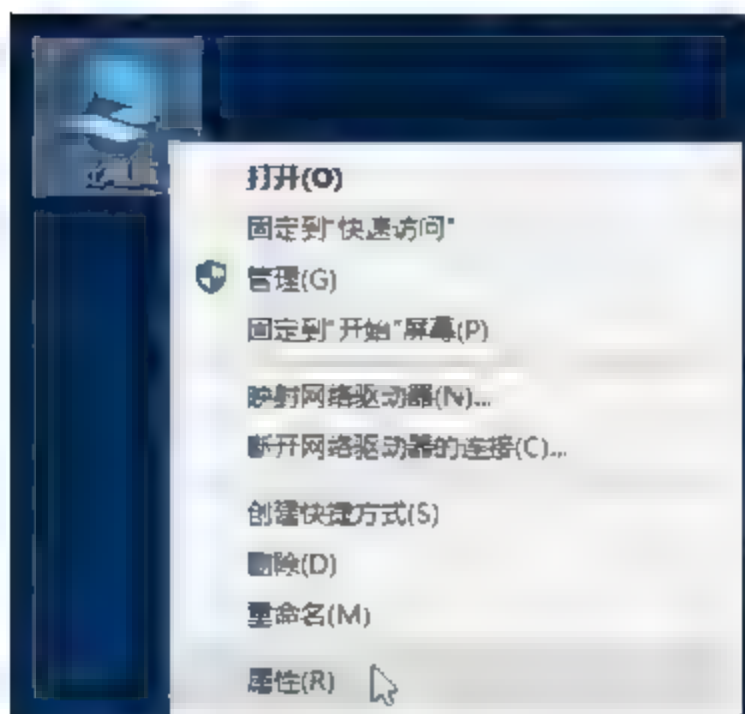 打开(O)
固定到"快速访问"
管理(G)
固定到"开始"屏幕(P)
映射网络驱动器(N)...
断开网络驱动器的连接(C)...
创建快捷方式(S)
删除(D)
重命名(M)
属性(R)